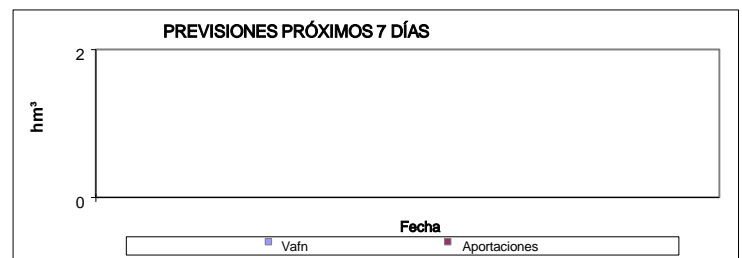 PREVISIONES PRÓXIMOS 7 DÍAS
2
hm³
0
Fecha
Vafn Aportaciones